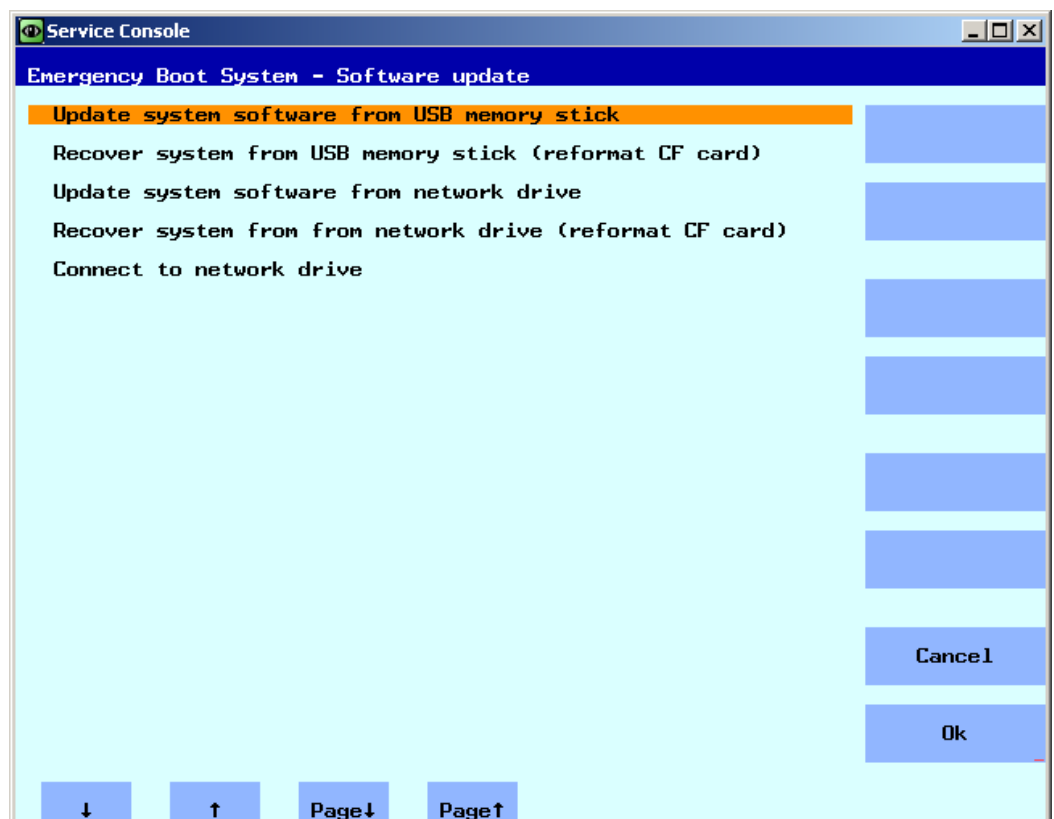 Service Console
Emergency Boot System - Software update
Update system software from USB memory stick
Recover system from USB memory stick (reformat CF card)
Update system software from network drive
Recover system from from network drive (reformat CF card)
Connect to network drive
Cancel
Ok
↓ ↑ Page↓ Page↑